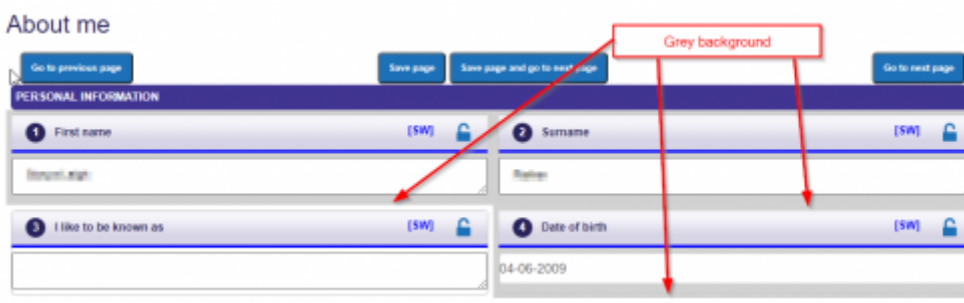 About me
Grey background
Go to previous page Save page Save page and go to next page Go to next page
PERSONAL INFORMATION
1 First name [SW] 2 Surname [SW]
3 I like to be known as [SW] 4 Date of birth [SW]
04-06-2009